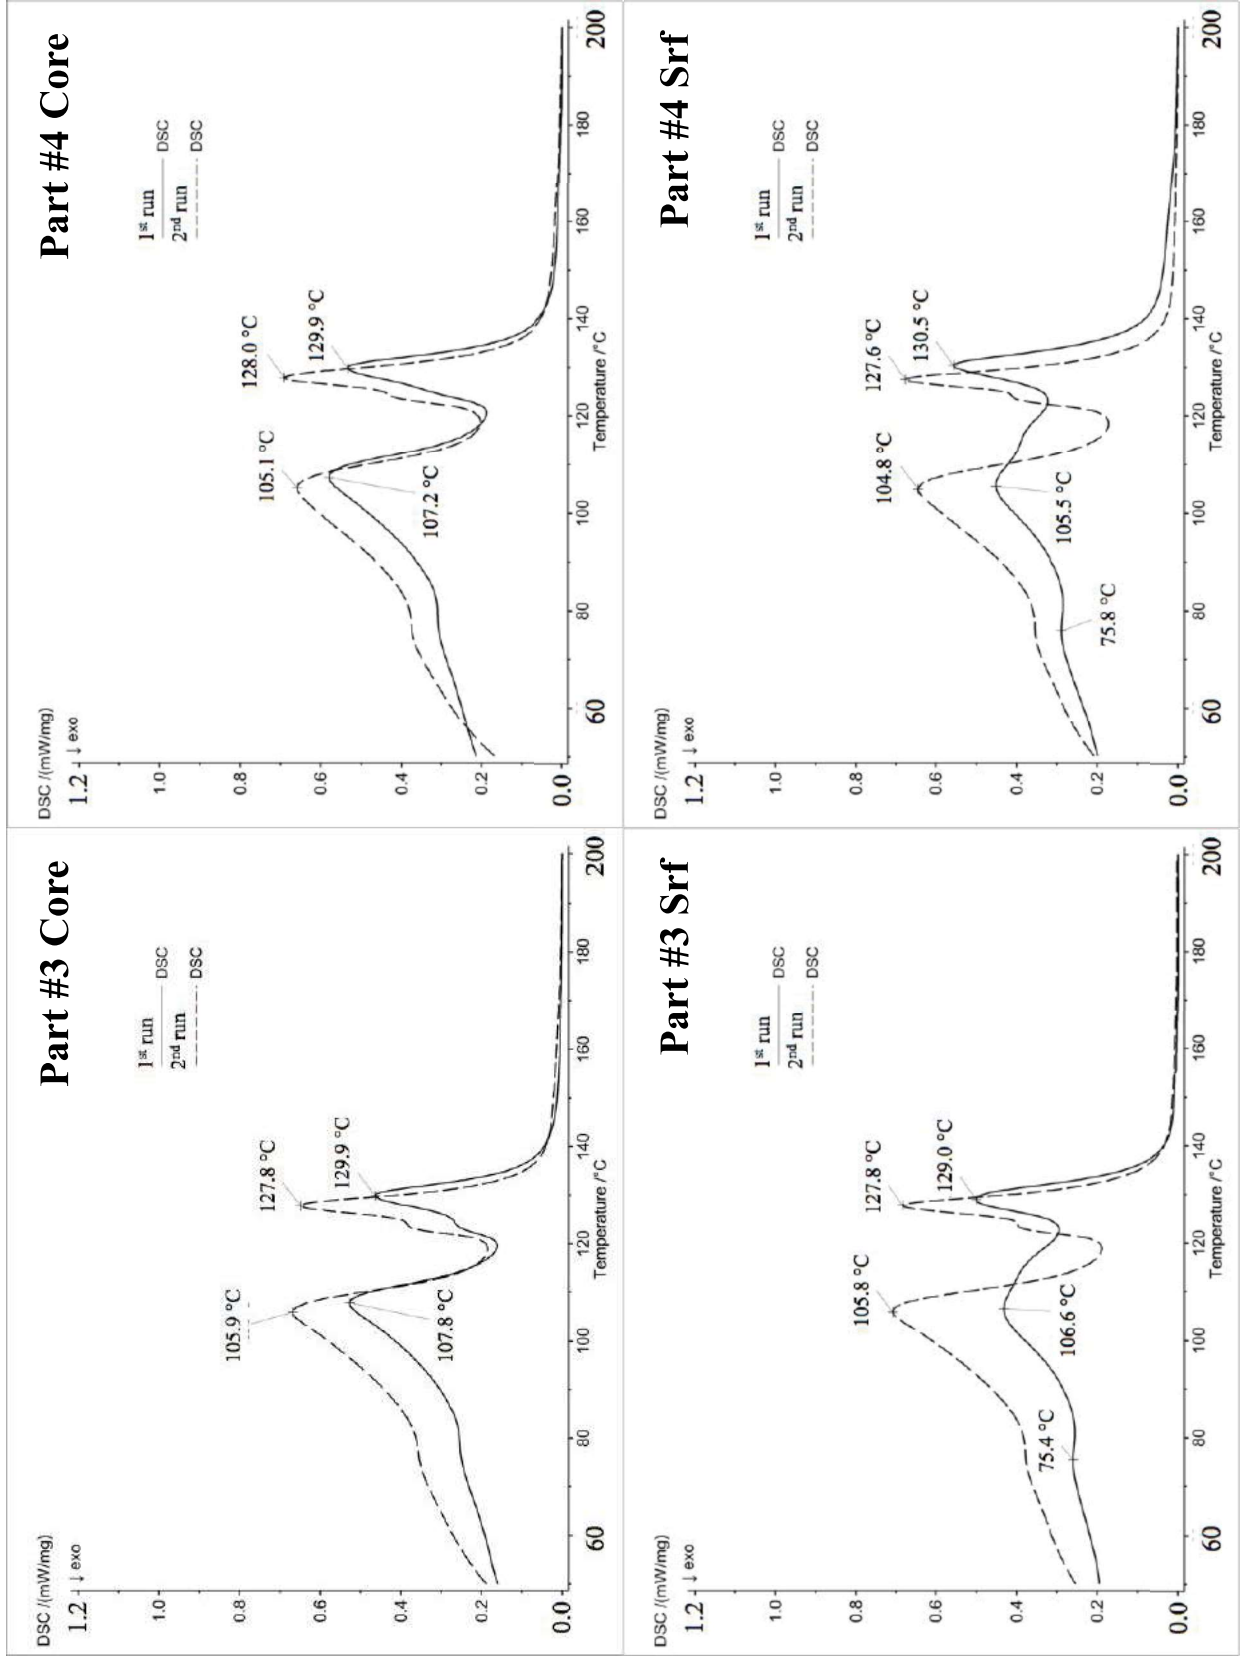 Part #3 Core
DSC /(mW/mg)
1.2 ↓ exo
1st run
DSC
2nd run
DSC
105.9 °C
127.8 °C
129.9 °C
107.8 °C
1.0
0.8
0.6
0.4
0.2
0.0
60
80
100
120
140
160
180
200
Temperature /°C
Part #4 Core
DSC /(mW/mg)
1.2 ↓ exo
1st run
DSC
2nd run
DSC
105.1 °C
128.0 °C
129.9 °C
107.2 °C
1.0
0.8
0.6
0.4
0.2
0.0
60
80
100
120
140
160
180
200
Temperature /°C
Part #3 Srf
DSC /(mW/mg)
1.2 ↓ exo
1st run
DSC
2nd run
DSC
105.8 °C
127.8 °C
129.0 °C
75.4 °C
106.6 °C
1.0
0.8
0.6
0.4
0.2
0.0
60
80
100
120
140
160
180
200
Temperature /°C
Part #4 Srf
DSC /(mW/mg)
1.2 ↓ exo
1st run
DSC
2nd run
DSC
104.8 °C
127.6 °C
130.5 °C
105.5 °C
75.8 °C
1.0
0.8
0.6
0.4
0.2
0.0
60
80
100
120
140
160
180
200
Temperature /°C